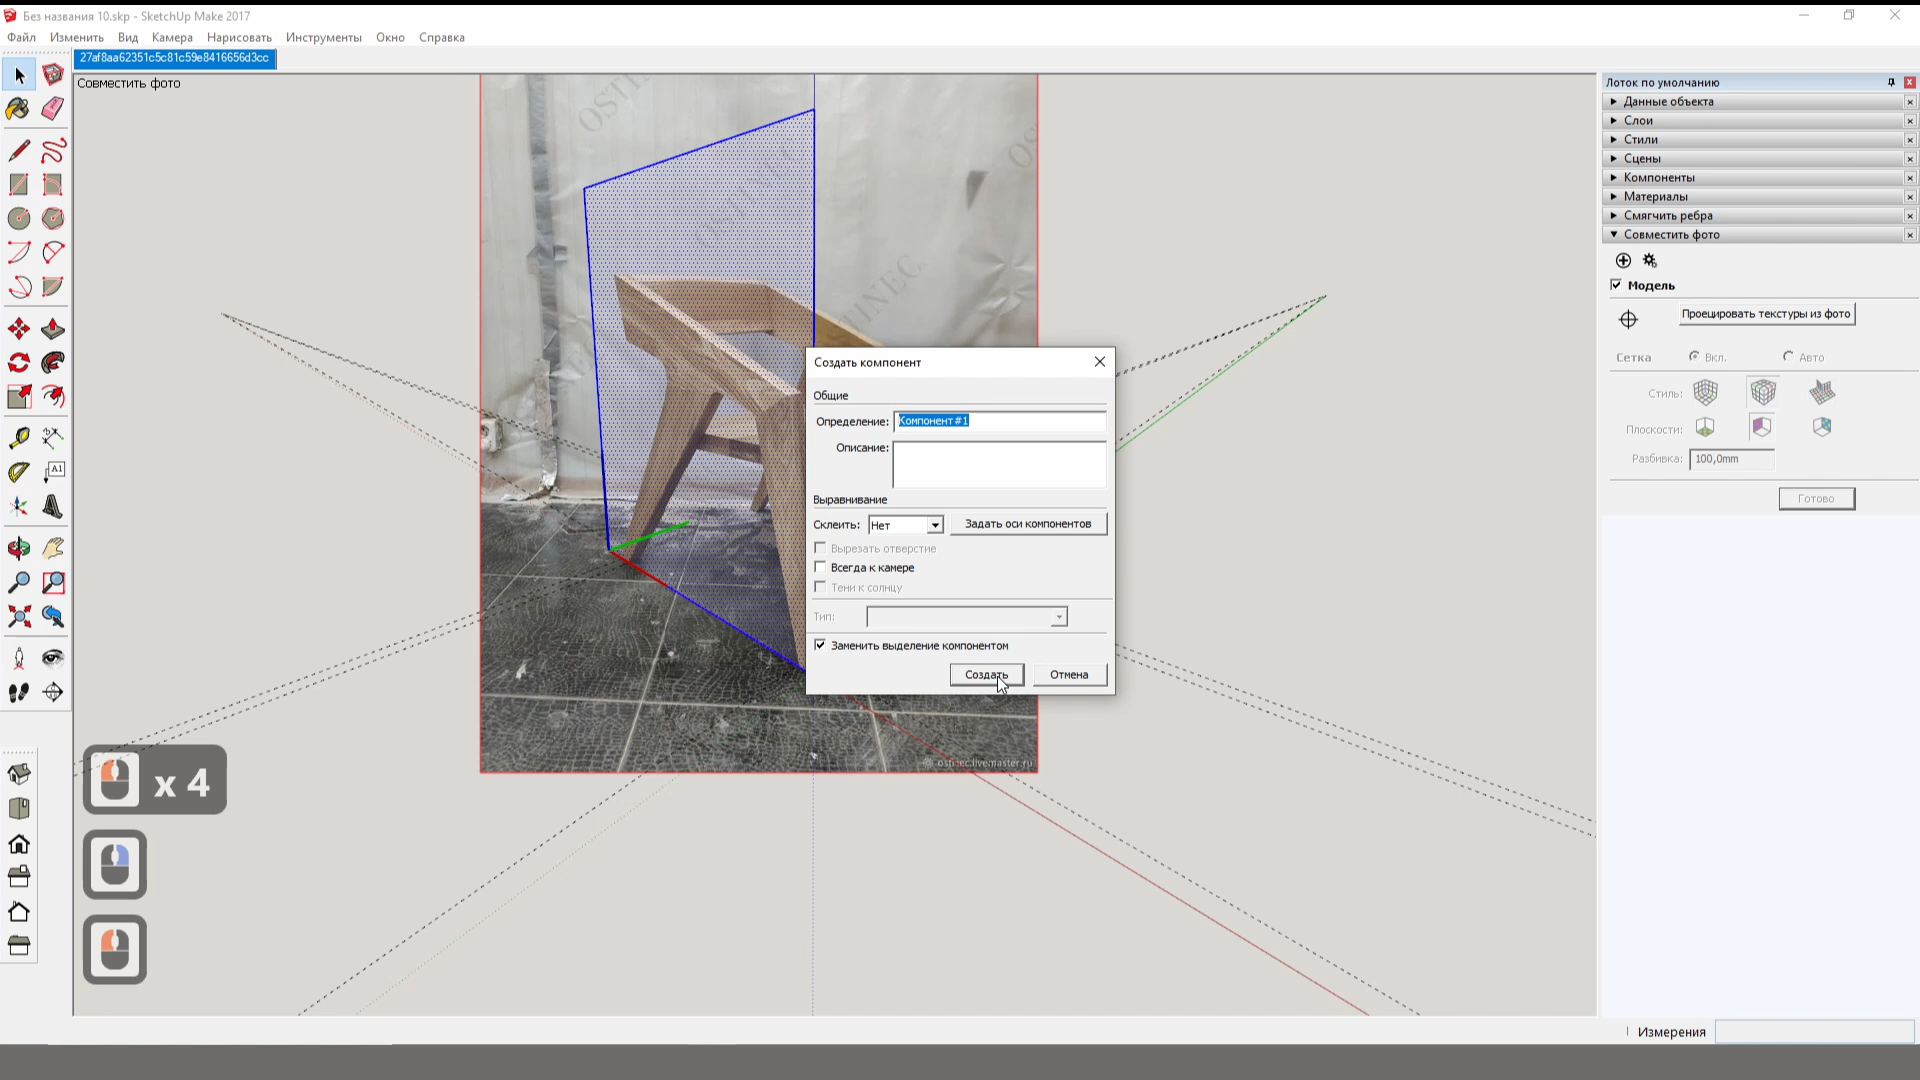 Без названия 10.skp - SketchUp Make 2017
Файл Изменить Вид Камера Нарисовать Инструменты Окно Справка
27af8aa62351c5c81c59e8416656d3cc
Совместить фото
Лоток по умолчанию
Данные объекта
Слои
Стили
Сцены
Компоненты
Материалы
Смягчить ребра
Совместить фото
Модель
Проецировать текстуры из фото
Сетка Вкл. Авто
Стиль:
Плоскости:
Разбивка: 100,0mm
Готово
Создать компонент
Общие
Определение: Компонент#1
Описание:
Выравнивание
Склеить: Нет Задать оси компонентов
Вырезать отверстие
Всегда к камере
Тени к солнцу
Тип:
Заменить выделение компонентом
Создать Отмена
A1
OSTINEC
OSTINEC
x 4
Измерения